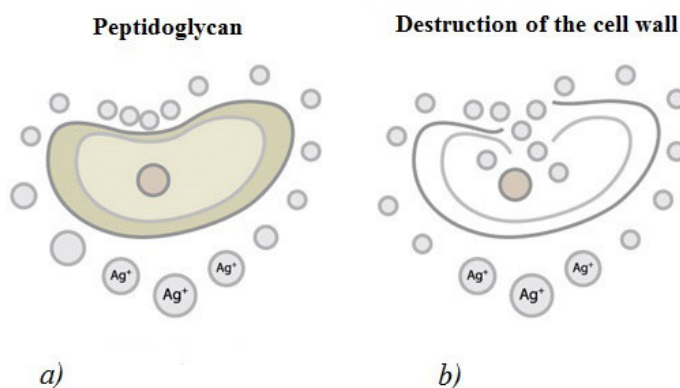 Peptidoglycan
Destruction of the cell wall
Ag⁺
Ag⁺
Ag⁺
Ag⁺
Ag⁺
Ag⁺
a)
b)